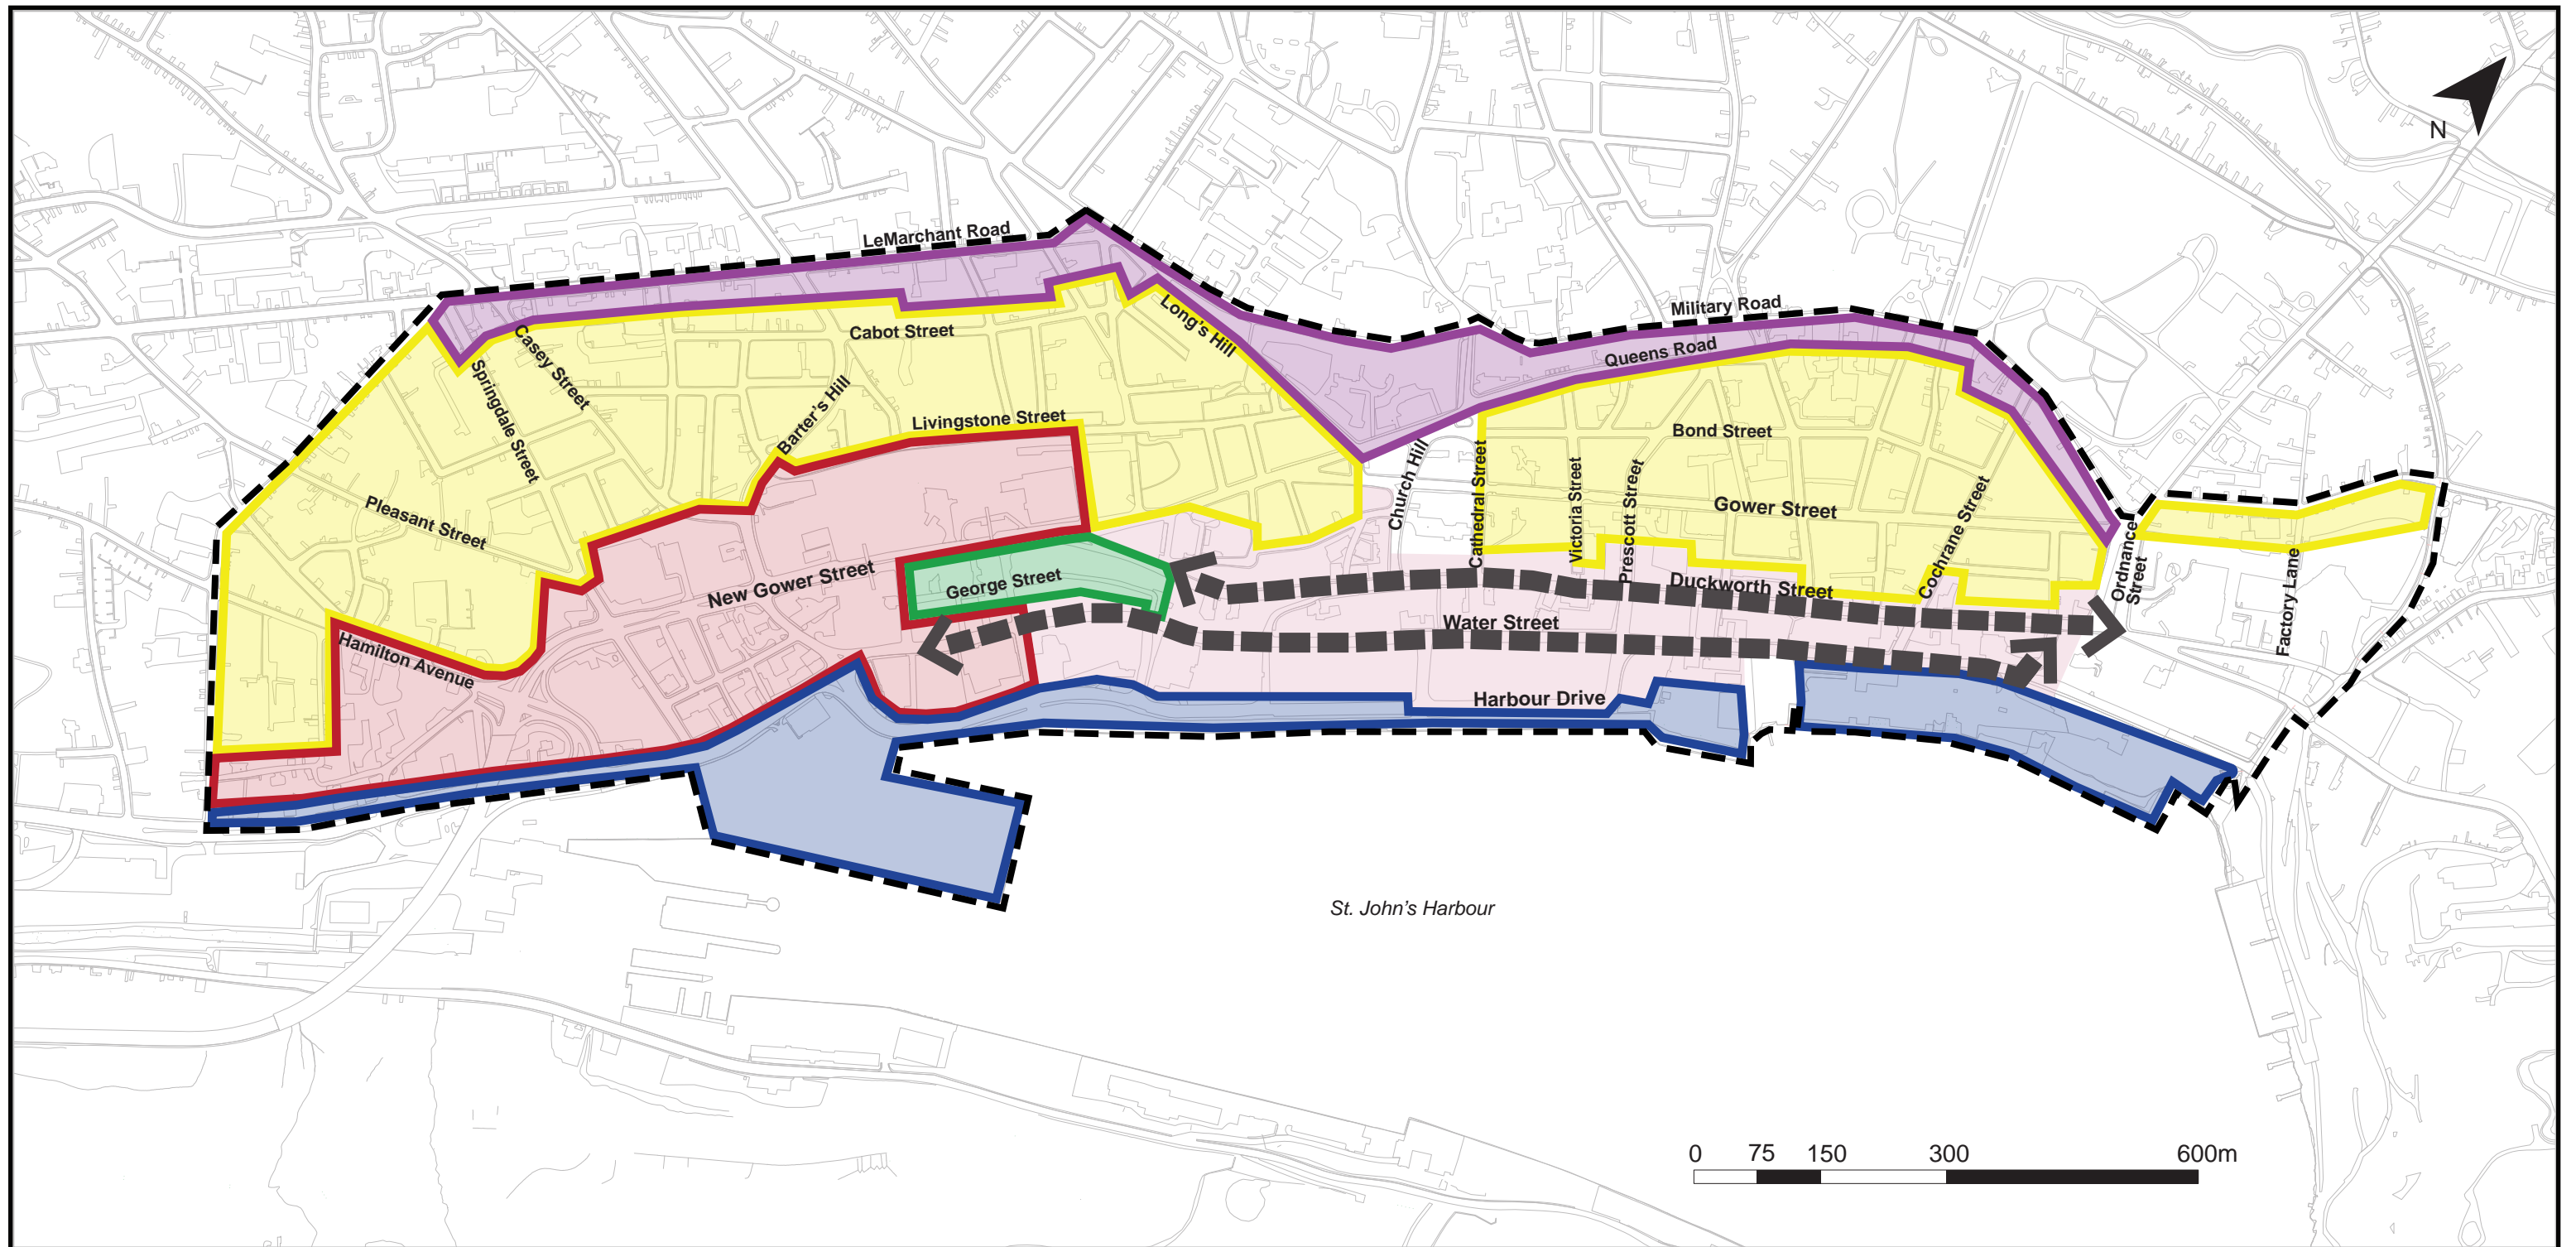 N
LeMarchant Road
Military Road
Casey Street
Cabot Street
Long's Hill
Queens Road
Springdale Street
Barter's Hill
Livingstone Street
Church Hill
Cathedral Street
Bond Street
Victoria Street
Prescott Street
Gower Street
Cochrane Street
Pleasant Street
New Gower Street
George Street
Duckworth Street
Ordnance
Street
Factory Lane
Water Street
Hamilton Avenue
Harbour Drive
St. John's Harbour
0 75 150 300 600m